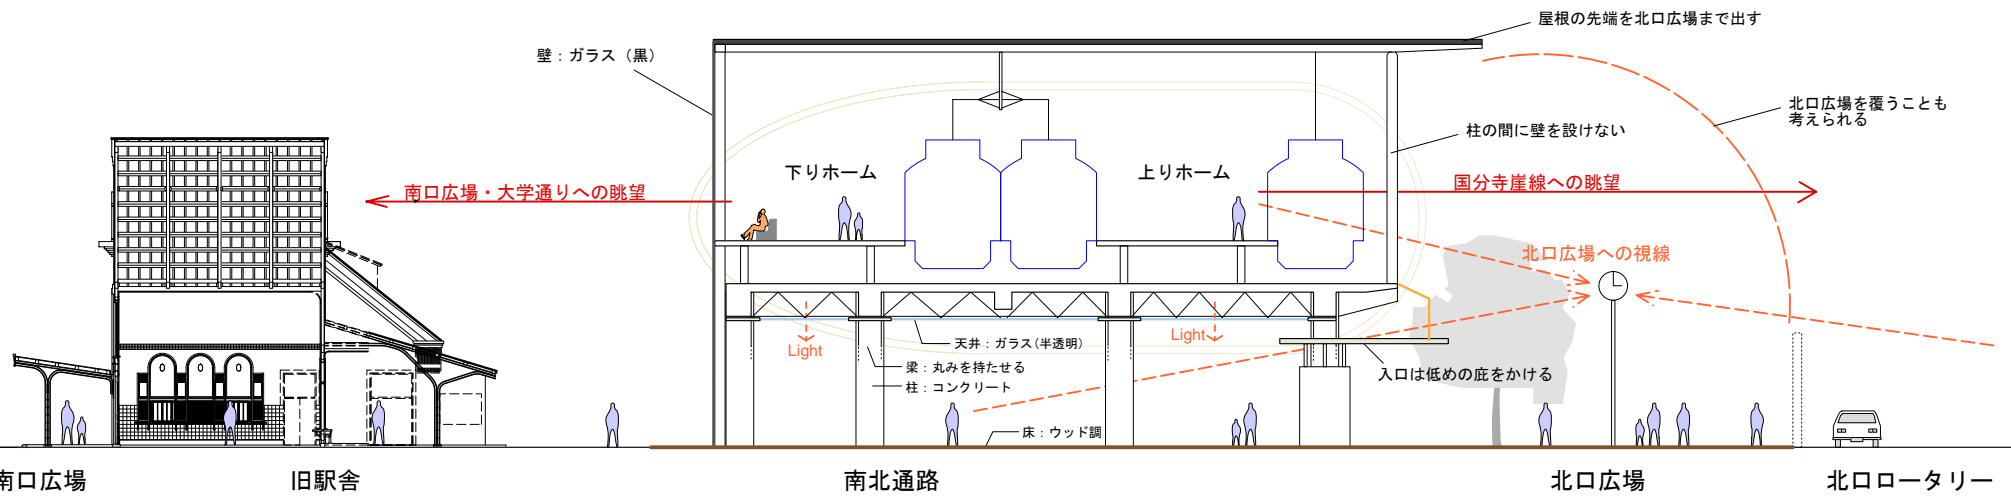 屋根の先端を北口広場まで出す
壁：ガラス（黒）
北口広場を覆うことも
考えられる
柱の間に壁を設けない
下りホーム
上りホーム
南口広場・大学通りへの眺望
国分寺崖線への眺望
北口広場への視線
Light
Light
天井：ガラス(半透明)
梁：丸みを持たせる
柱：コンクリート
入口は低めの庇をかける
床：ウッド調
南口広場
旧駅舎
南北通路
北口広場
北口ロータリー